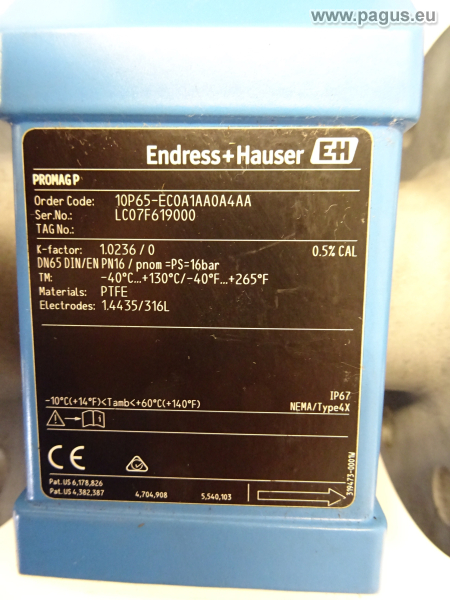 www.pagus.eu
Endress+Hauser EH
PROMAG P
Order Code: 10P65-EC0A1AA0A4AA
Ser.No.: LC07F619000
TAG No.:
K-factor: 1.0236 / 0 0.5% CAL
DN65 DIN/EN PN16 / pnom =PS=16bar
TM: -40°C...+130°C/-40°F...+265°F
Materials: PTFE
Electrodes: 1.4435/316L
IP67
-10°C(+14°F)<Tamb<+60°C(+140°F) NEMA/Type4X
CE
Pat.US 6,178,826
Pat.US 4,382,387 4,704,908 5,540,103
319473-0001W